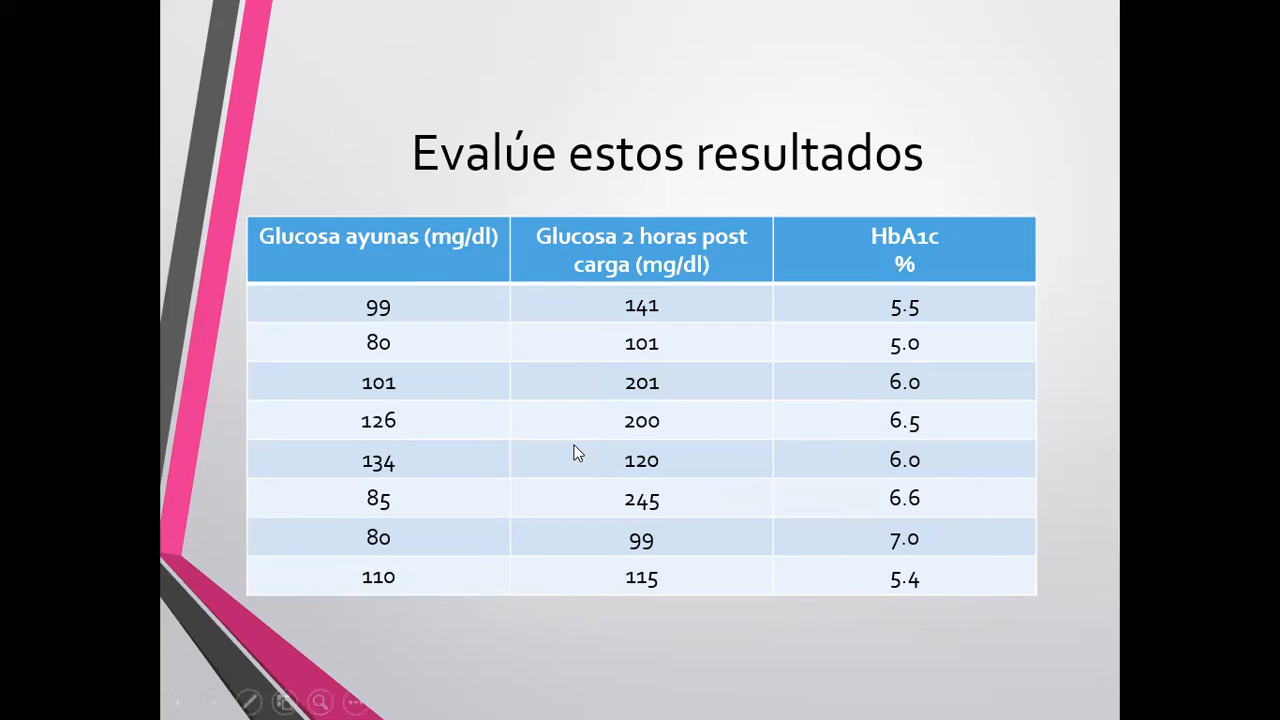 Evalúe estos resultados
Glucosa ayunas (mg/dl) Glucosa 2 horas post carga (mg/dl) HbA1c %
99 141 5.5
80 101 5.0
101 201 6.0
126 200 6.5
134 120 6.0
85 245 6.6
80 99 7.0
110 115 5.4